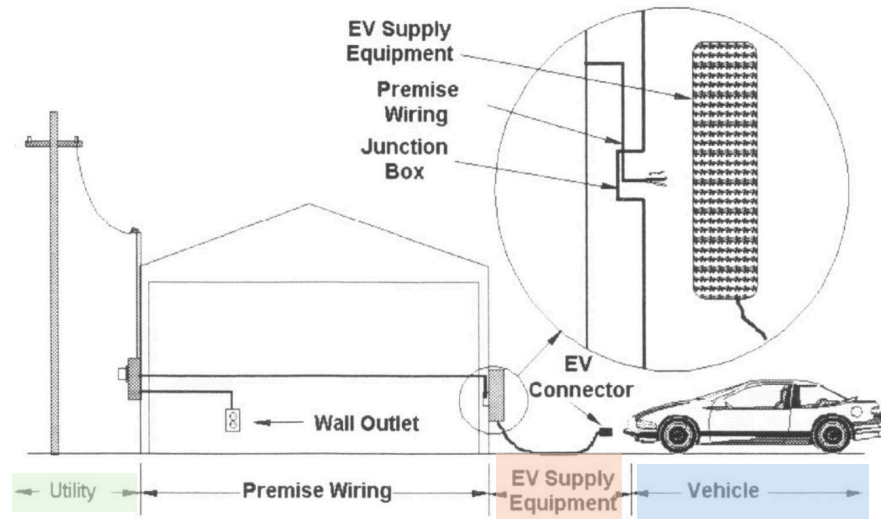 EV Supply
Equipment
Premise
Wiring
Junction
Box
EV
Connector
Wall Outlet
Utility
Premise Wiring
EV Supply
Equipment
Vehicle